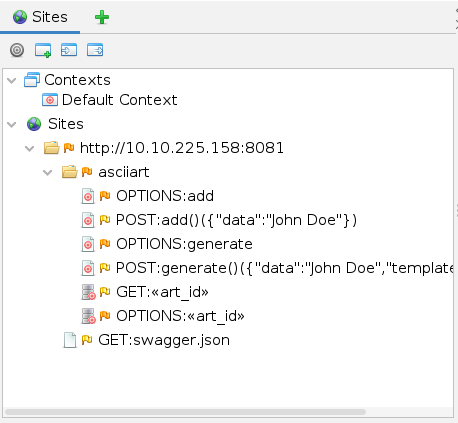 Sites
Contexts
Default Context
Sites
http://10.10.225.158:8081
asciiart
OPTIONS:add
POST:add()({"data":"John Doe"})
OPTIONS:generate
POST:generate()({"data":"John Doe","template
GET:«art_id»
OPTIONS:«art_id»
GET:swagger.json